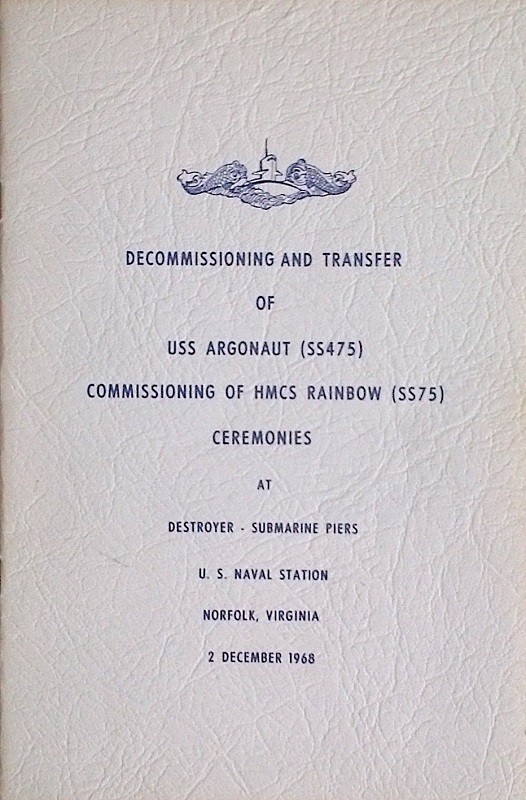 DECOMMISSIONING AND TRANSFER
OF
USS ARGONAUT (SS475)
COMMISSIONING OF HMCS RAINBOW (SS75)
CEREMONIES
AT
DESTROYER - SUBMARINE PIERS
U. S. NAVAL STATION
NORFOLK, VIRGINIA
2 DECEMBER 1968